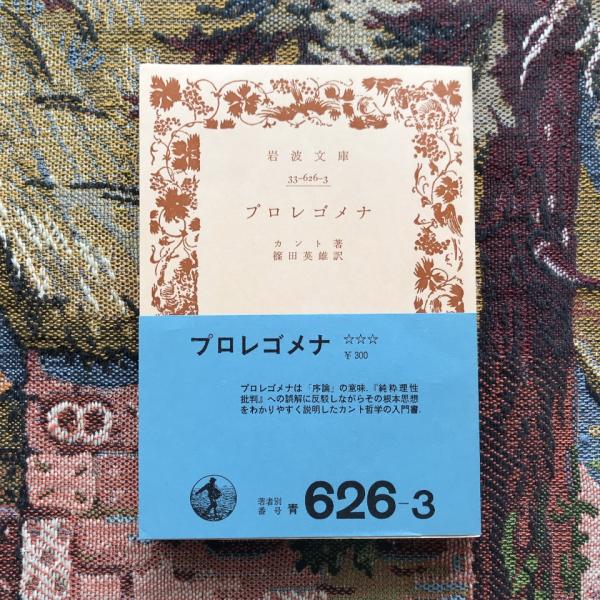 岩波文庫
33-626-3
プロレゴメナ
カント著
篠田英雄訳
プロレゴメナ ☆☆☆
¥300
プロレゴメナは「序論」の意味.『純粋理性
批判』への誤解に反駁しながらその根本思想
をわかりやすく説明したカント哲学の入門書.
著者別
番号 青 626-3